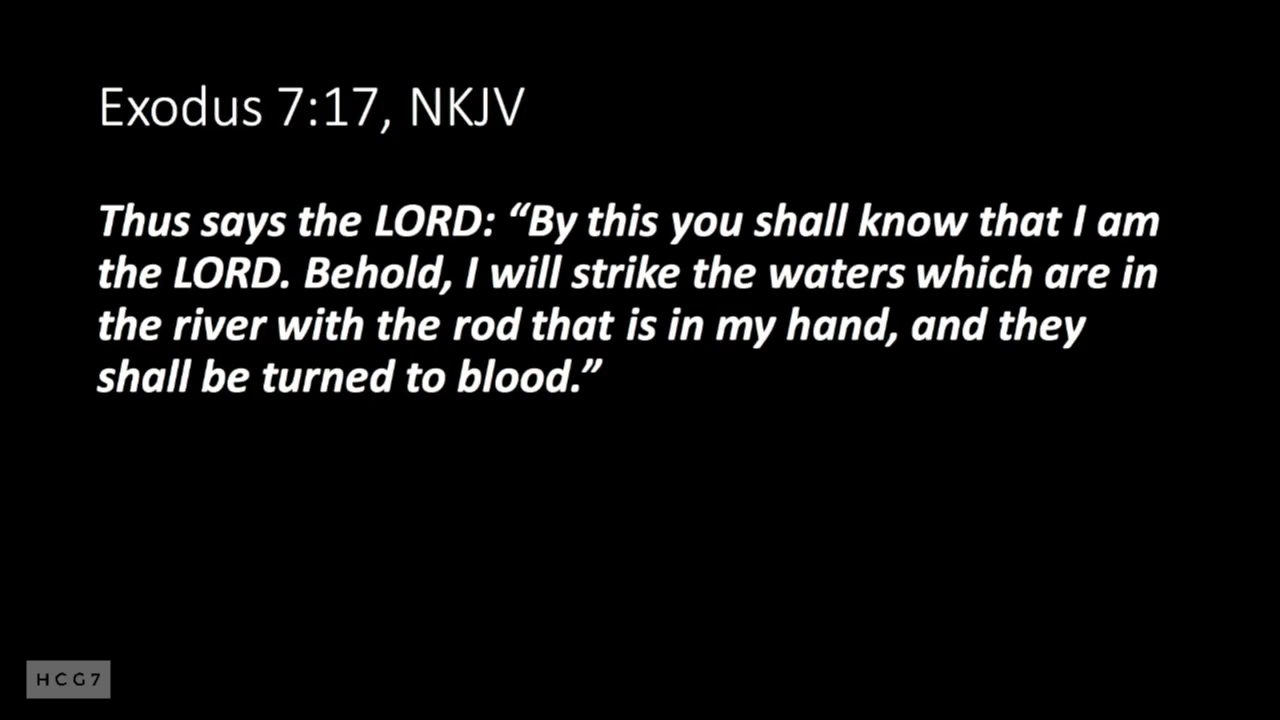 Exodus 7:17, NKJV
Thus says the LORD: “By this you shall know that I am
the LORD. Behold, I will strike the waters which are in
the river with the rod that is in my hand, and they
shall be turned to blood.”
HCG7